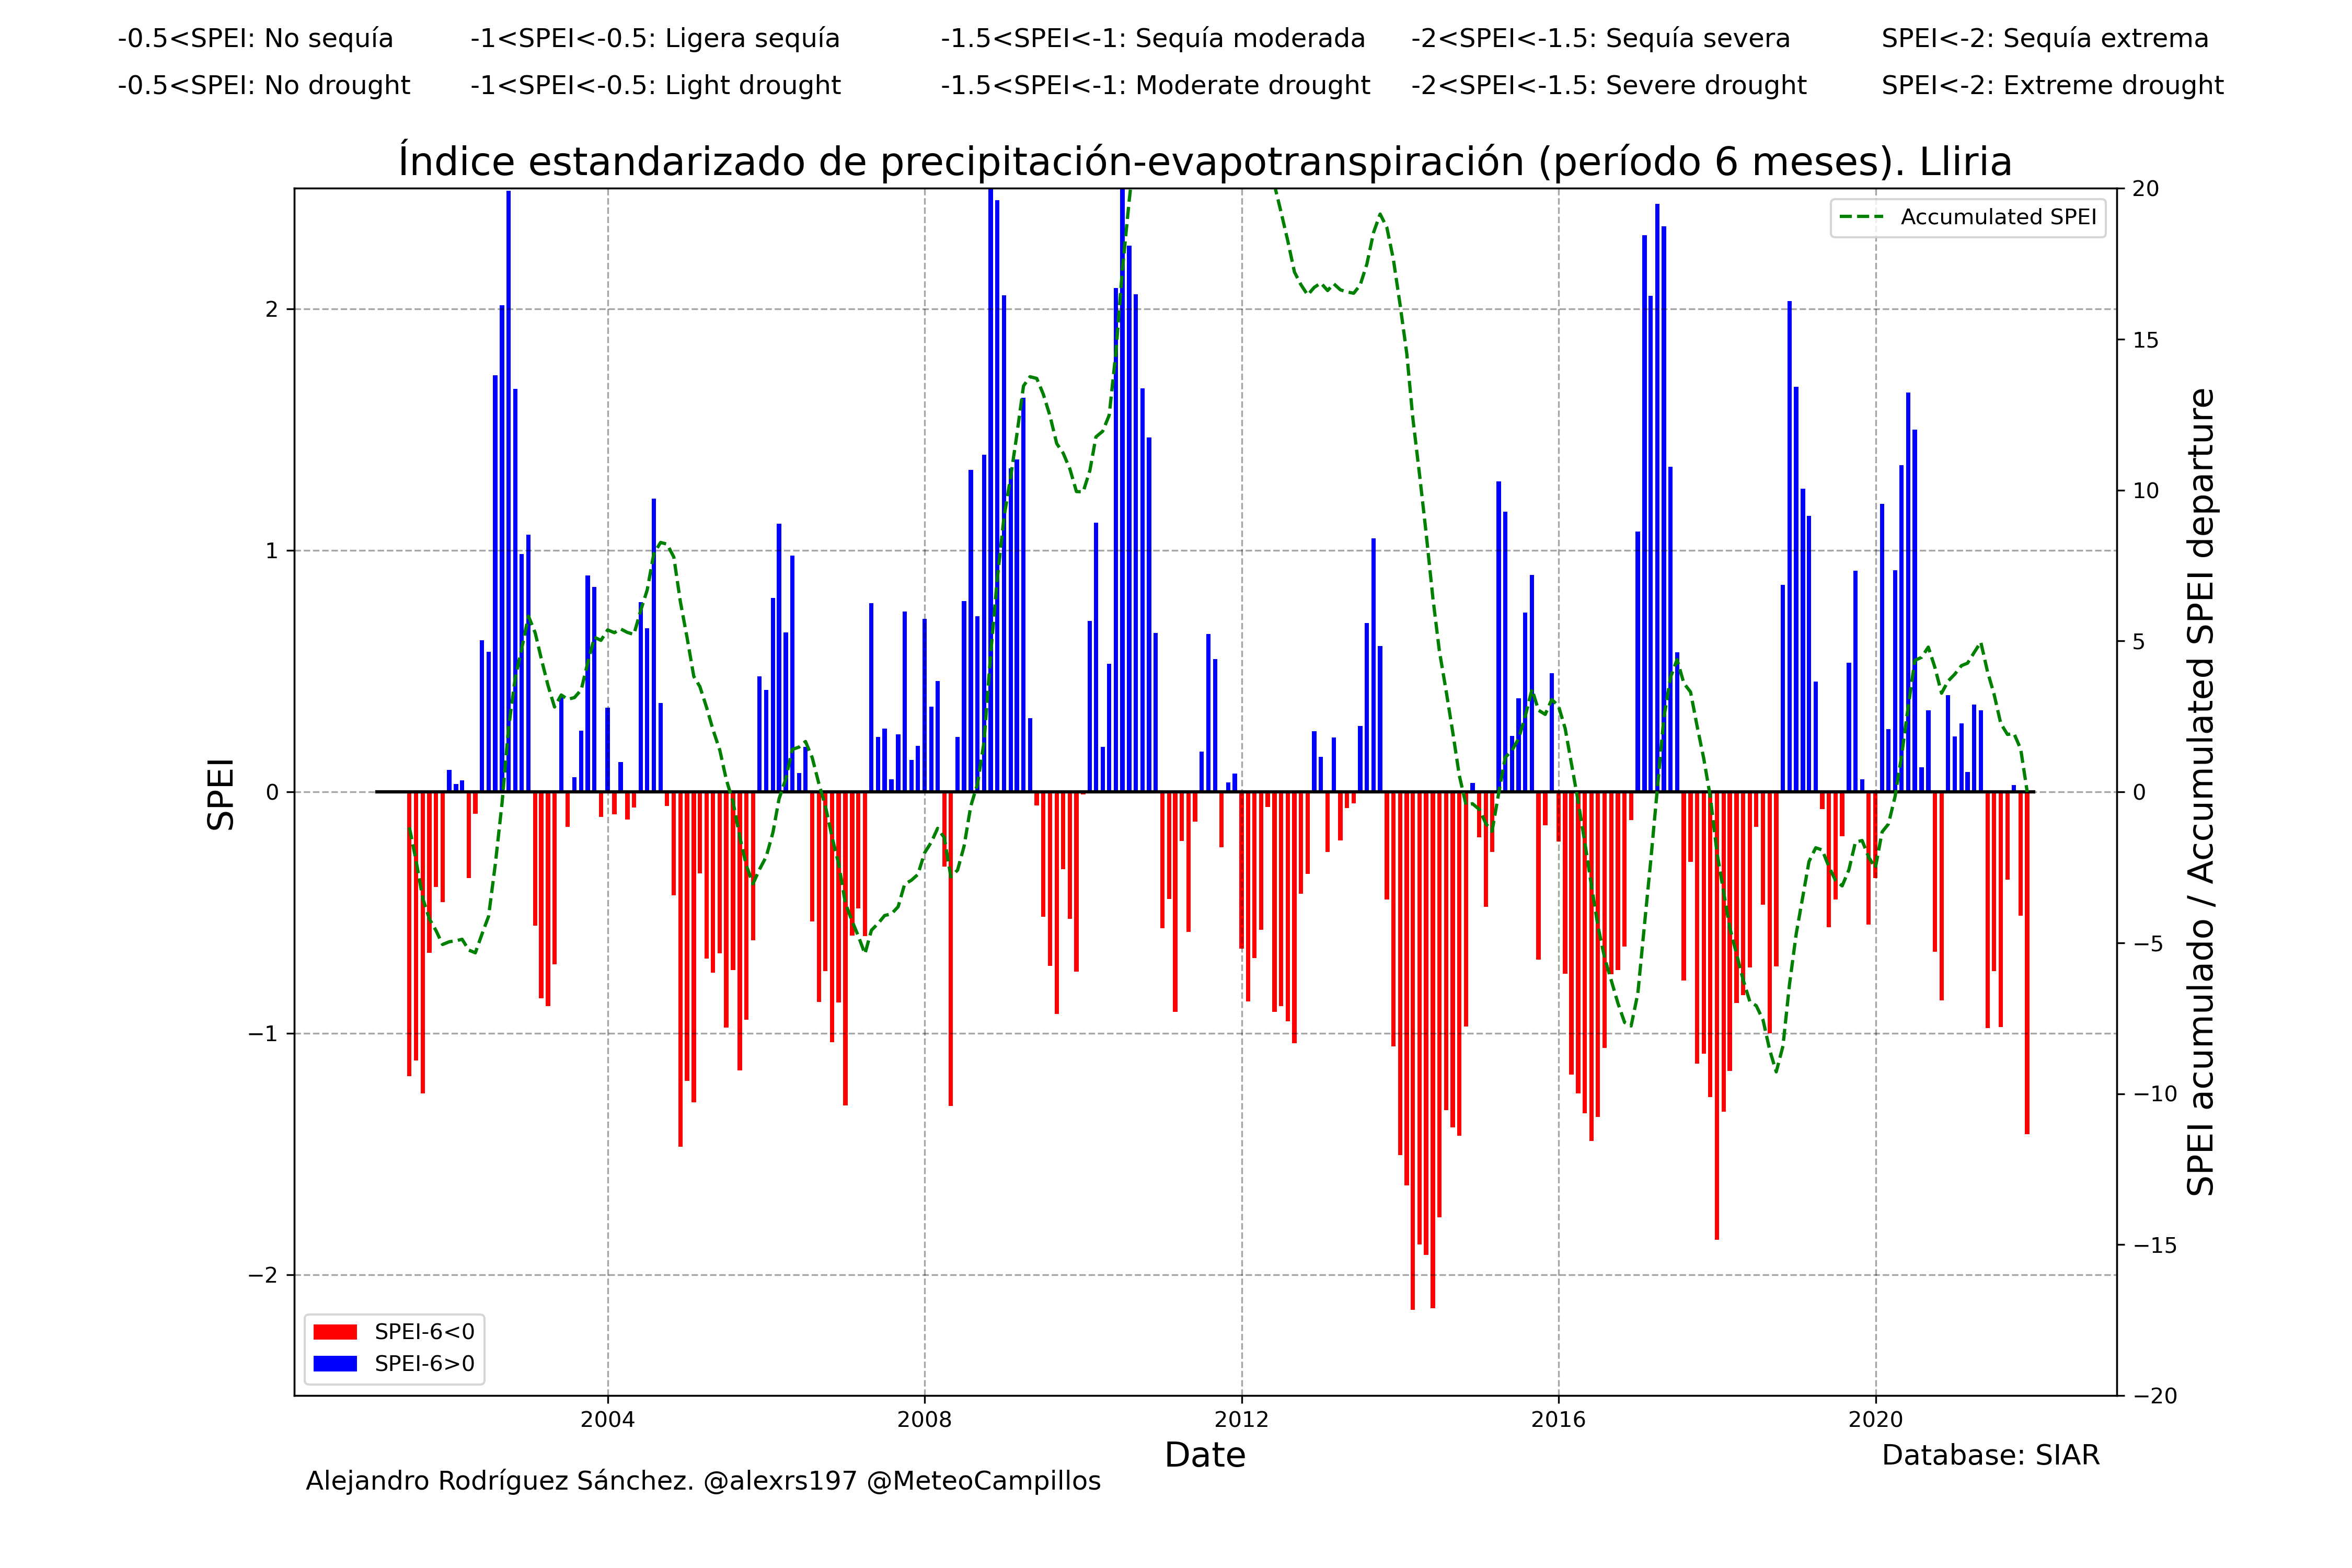 -0.5<SPEI: No sequía -1<SPEI<-0.5: Ligera sequía -1.5<SPEI<-1: Sequía moderada -2<SPEI<-1.5: Sequía severa SPEI<-2: Sequía extrema
-0.5<SPEI: No drought -1<SPEI<-0.5: Light drought -1.5<SPEI<-1: Moderate drought -2<SPEI<-1.5: Severe drought SPEI<-2: Extreme drought
Índice estandarizado de precipitación-evapotranspiración (período 6 meses). Lliria
Accumulated SPEI
SPEI
2
1
0
−1
−2
20
15
10
5
0
−5
−10
−15
−20
SPEI acumulado / Accumulated SPEI departure
SPEI-6<0
SPEI-6>0
2004 2008 2012 2016 2020
Date
Database: SIAR
Alejandro Rodríguez Sánchez. @alexrs197 @MeteoCampillos